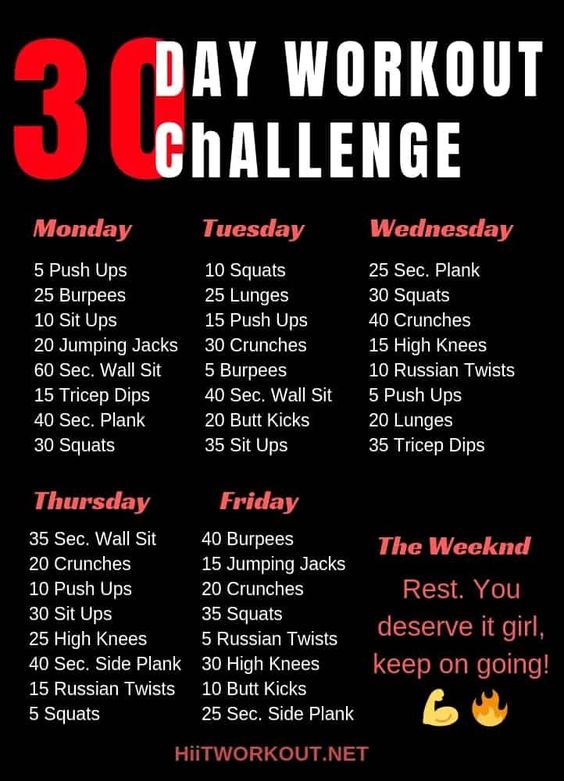 30 DAY WORKOUT
ChALLENGE
Monday
5 Push Ups
25 Burpees
10 Sit Ups
20 Jumping Jacks
60 Sec. Wall Sit
15 Tricep Dips
40 Sec. Plank
30 Squats
Tuesday
10 Squats
25 Lunges
15 Push Ups
30 Crunches
5 Burpees
40 Sec. Wall Sit
20 Butt Kicks
35 Sit Ups
Wednesday
25 Sec. Plank
30 Squats
40 Crunches
15 High Knees
10 Russian Twists
5 Push Ups
20 Lunges
35 Tricep Dips
Thursday
35 Sec. Wall Sit
20 Crunches
10 Push Ups
30 Sit Ups
25 High Knees
40 Sec. Side Plank
15 Russian Twists
5 Squats
Friday
40 Burpees
15 Jumping Jacks
20 Crunches
35 Squats
5 Russian Twists
30 High Knees
10 Butt Kicks
25 Sec. Side Plank
The Weeknd
Rest. You
deserve it girl,
keep on going!
💪🔥
HiiTWORKOUT.NET